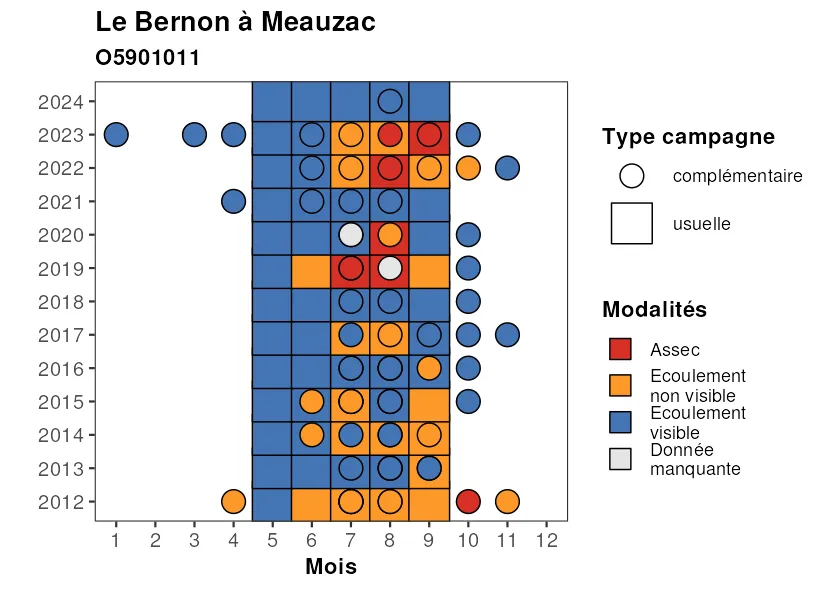 Le Bernon à Meauzac
O5901011
2024
2023
2022
2021
2020
2019
2018
2017
2016
2015
2014
2013
2012
1 2 3 4 5 6 7 8 9 10 11 12
Mois
Type campagne
complémentaire
usuelle
Modalités
Assec
Ecoulement
non visible
Ecoulement
visible
Donnée
manquante